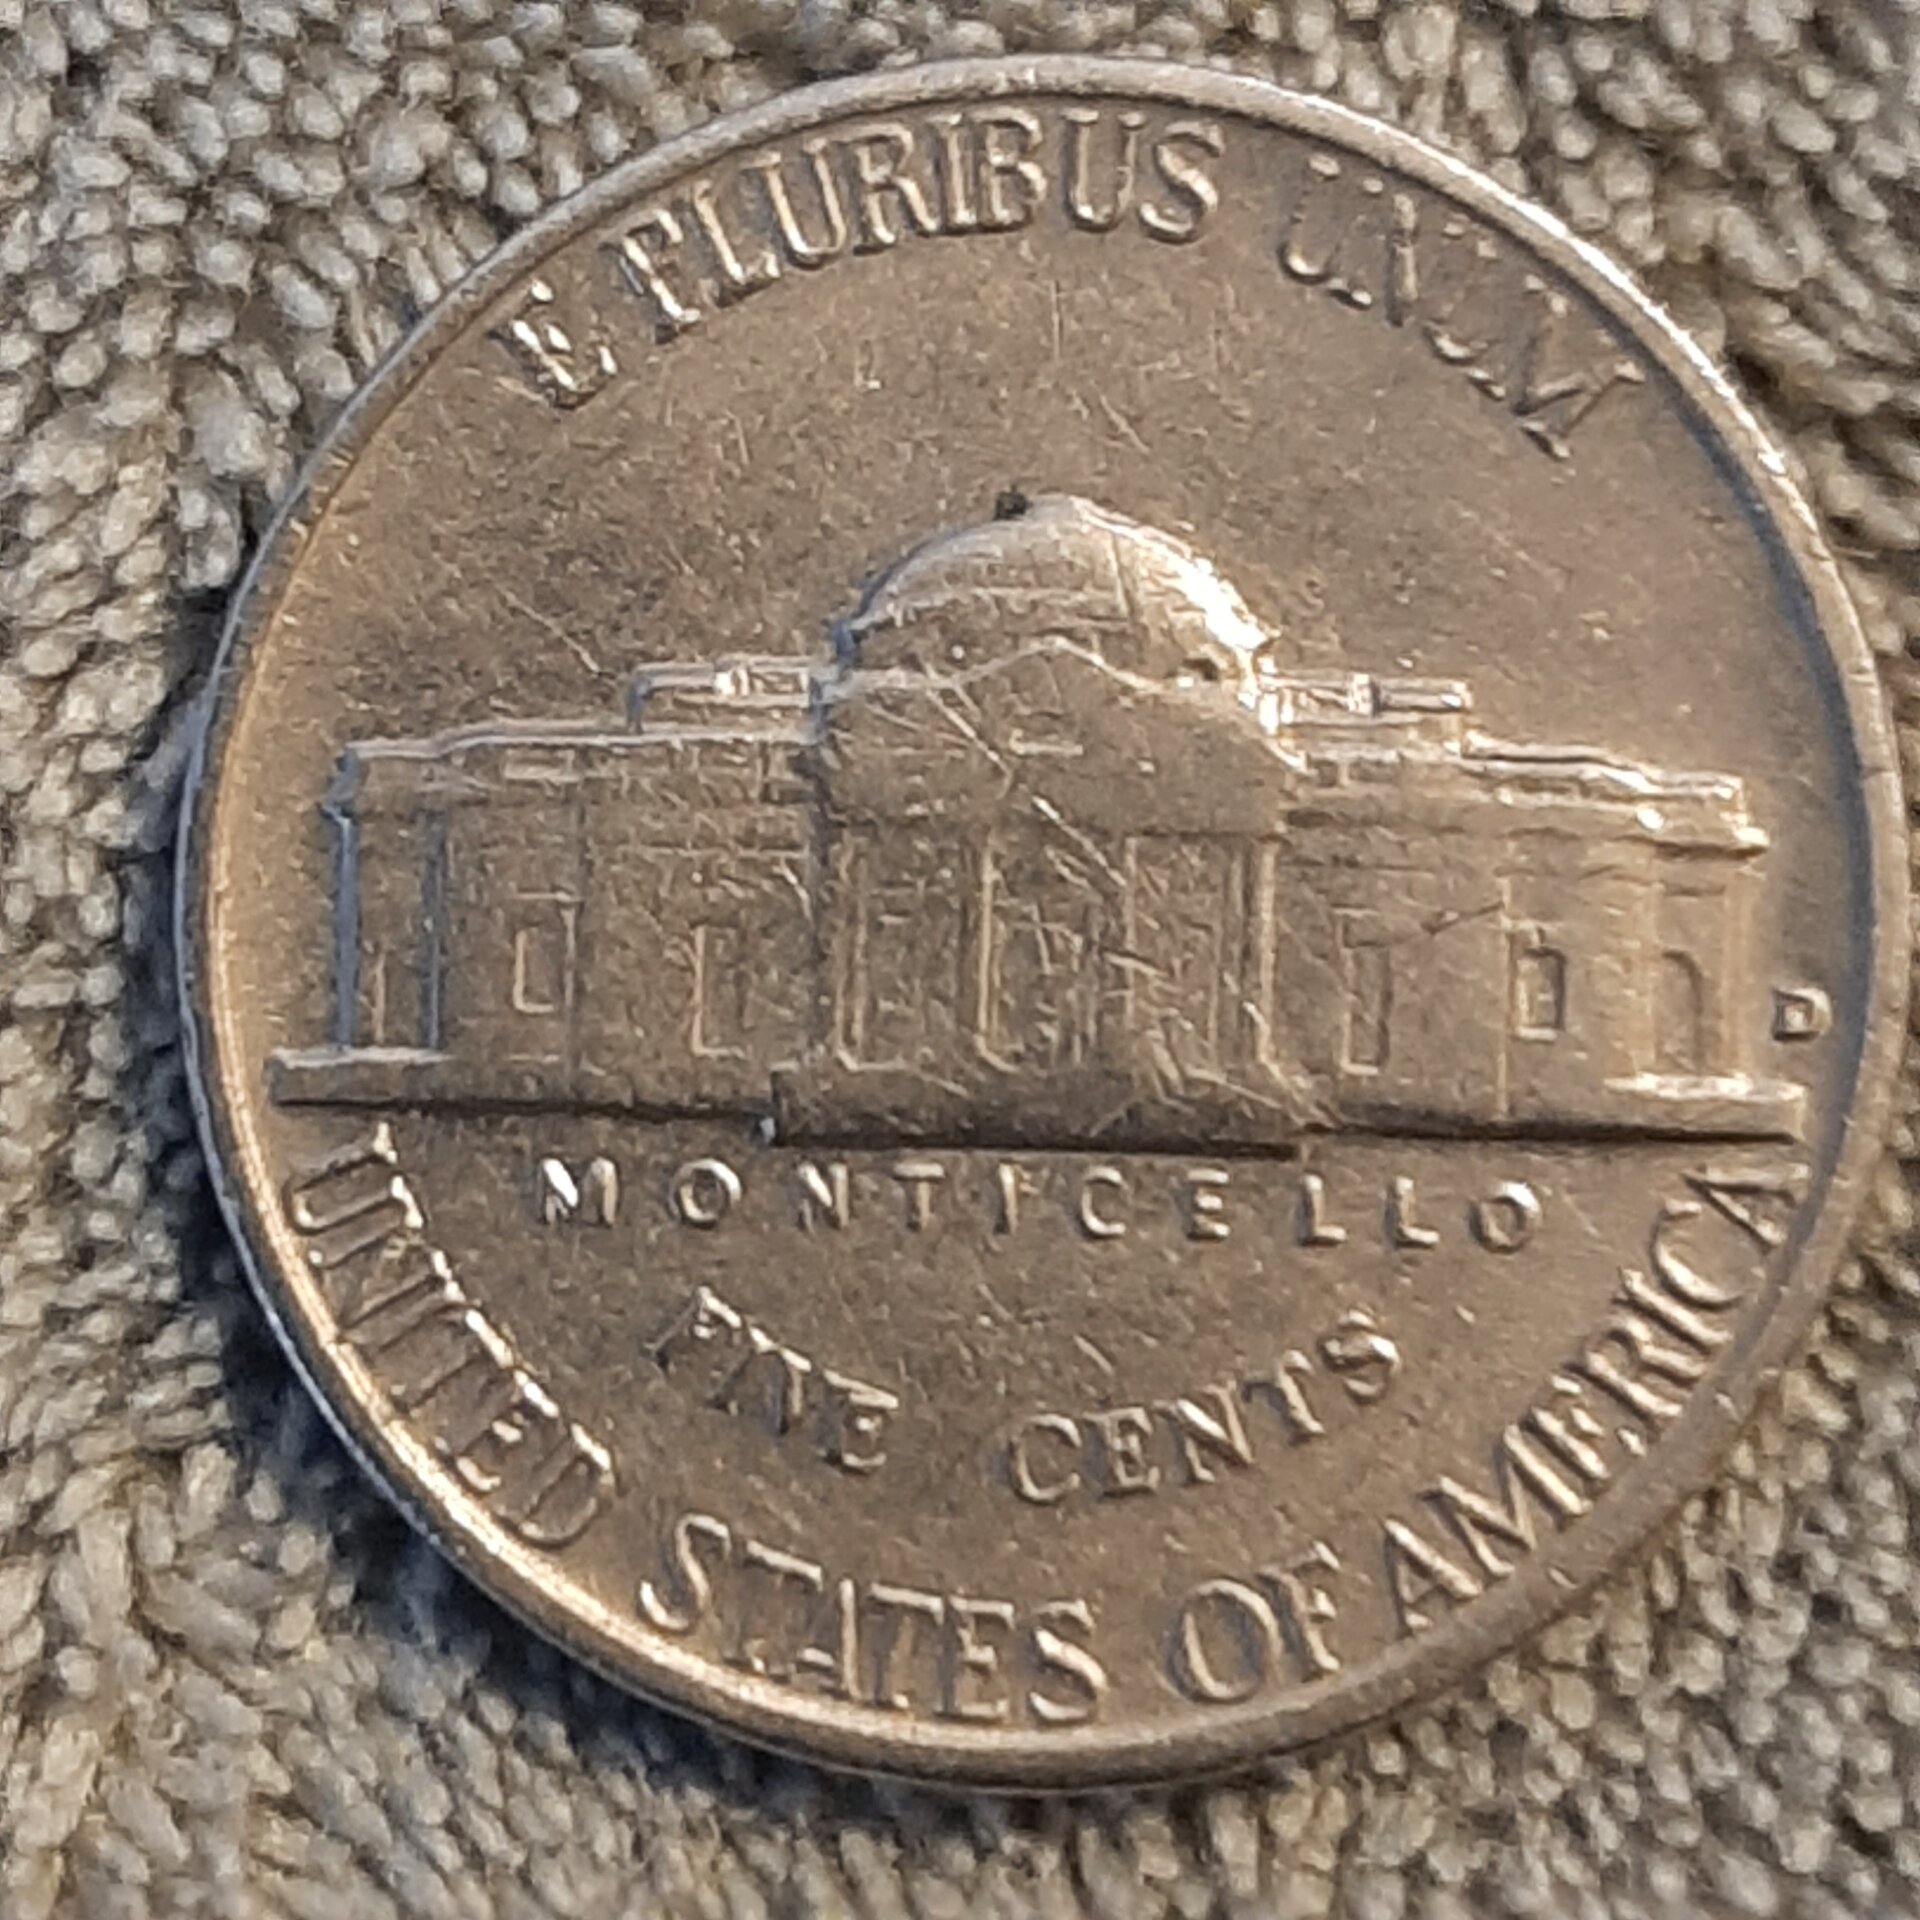 E PLURIBUS UNUM
D
MONTICELLO
FIVE CENTS
UNITED STATES OF AMERICA